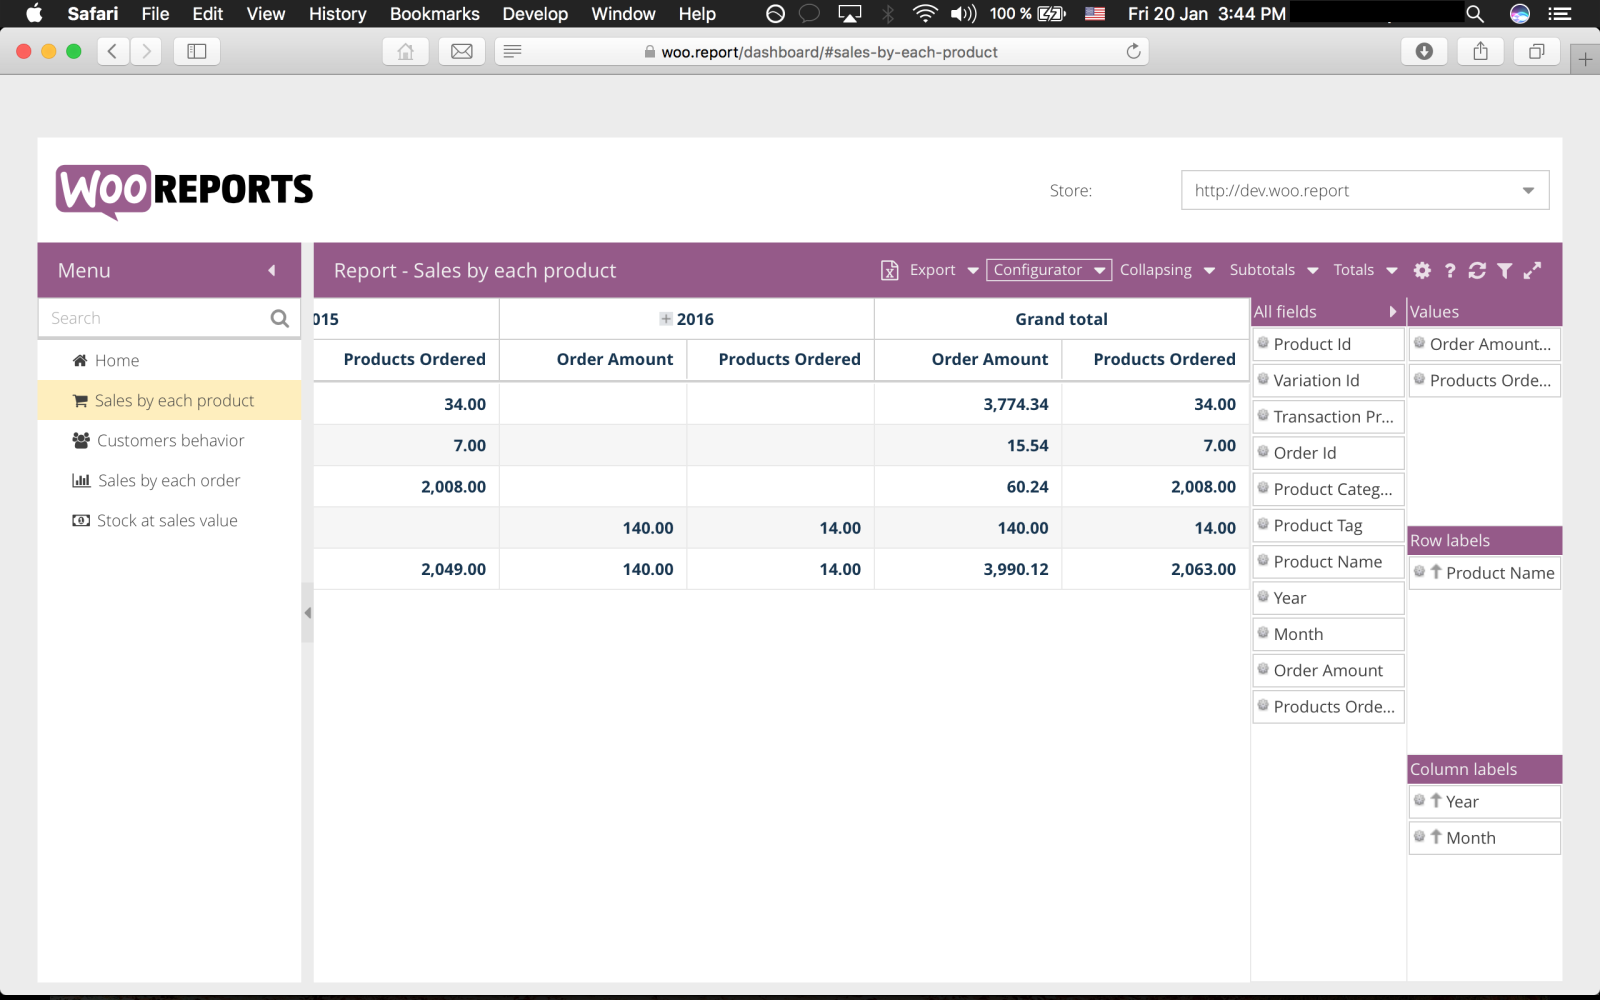 Safari File Edit View History Bookmarks Develop Window Help 100 % Fri 20 Jan 3:44 PM
woo.report/dashboard/#sales-by-each-product
WOO REPORTS
Store: http://dev.woo.report
Menu
Search
Home
Sales by each product
Customers behavior
Sales by each order
Stock at sales value
Report - Sales by each product
Export Configurator Collapsing Subtotals Totals ?
015 2016 Grand total
Products Ordered Order Amount Products Ordered Order Amount Products Ordered
34.00 3,774.34 34.00
7.00 15.54 7.00
2,008.00 60.24 2,008.00
140.00 14.00 140.00 14.00
2,049.00 140.00 14.00 3,990.12 2,063.00
All fields
Product Id
Variation Id
Transaction Pr...
Order Id
Product Categ...
Product Tag
Product Name
Year
Month
Order Amount
Products Orde...
Values
Order Amount...
Products Orde...
Row labels
Product Name
Column labels
Year
Month